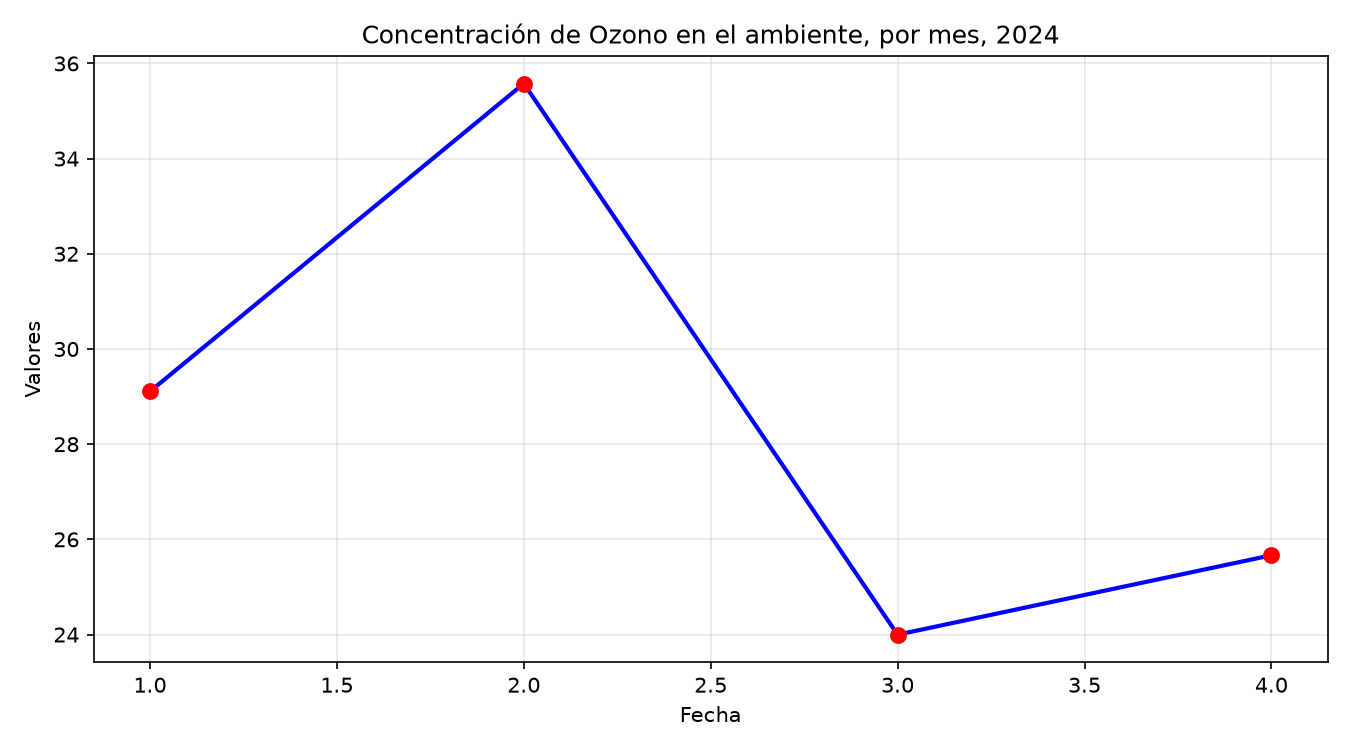 Concentración de Ozono en el ambiente, por mes, 2024
36
34
32
30
28
26
24
Valores
1.0 1.5 2.0 2.5 3.0 3.5 4.0
Fecha